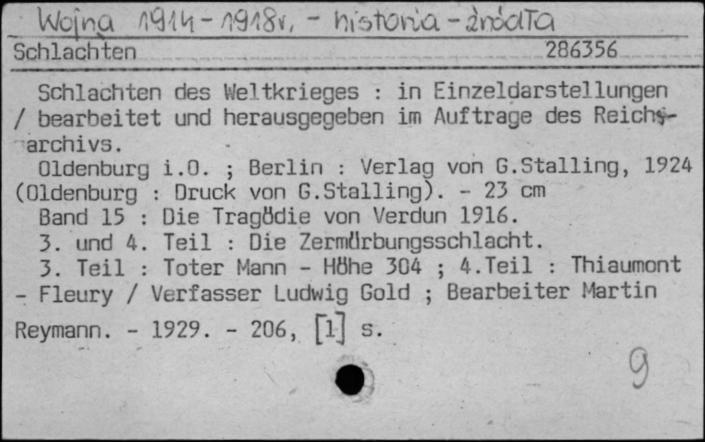 Wojna 1914-1918r. - historia - źródła
Schlachten 286356
Schlachten des Weltkrieges : in Einzeldarstellungen
/ bearbeitet und herausgegeben im Auftrage des Reichs-
archivs.
Oldenburg i.O. ; Berlin : Verlag von G.Stalling, 1924
(Oldenburg : Druck von G.Stalling). - 23 cm
Band 15 : Die Tragödie von Verdun 1916.
3. und 4. Teil : Die Zermürbungsschlacht.
3. Teil : Toter Mann - Höhe 304 ; 4.Teil : Thiaumont
- Fleury / Verfasser Ludwig Gold ; Bearbeiter Martin
Reymann. - 1929. - 206, [1] s.
9